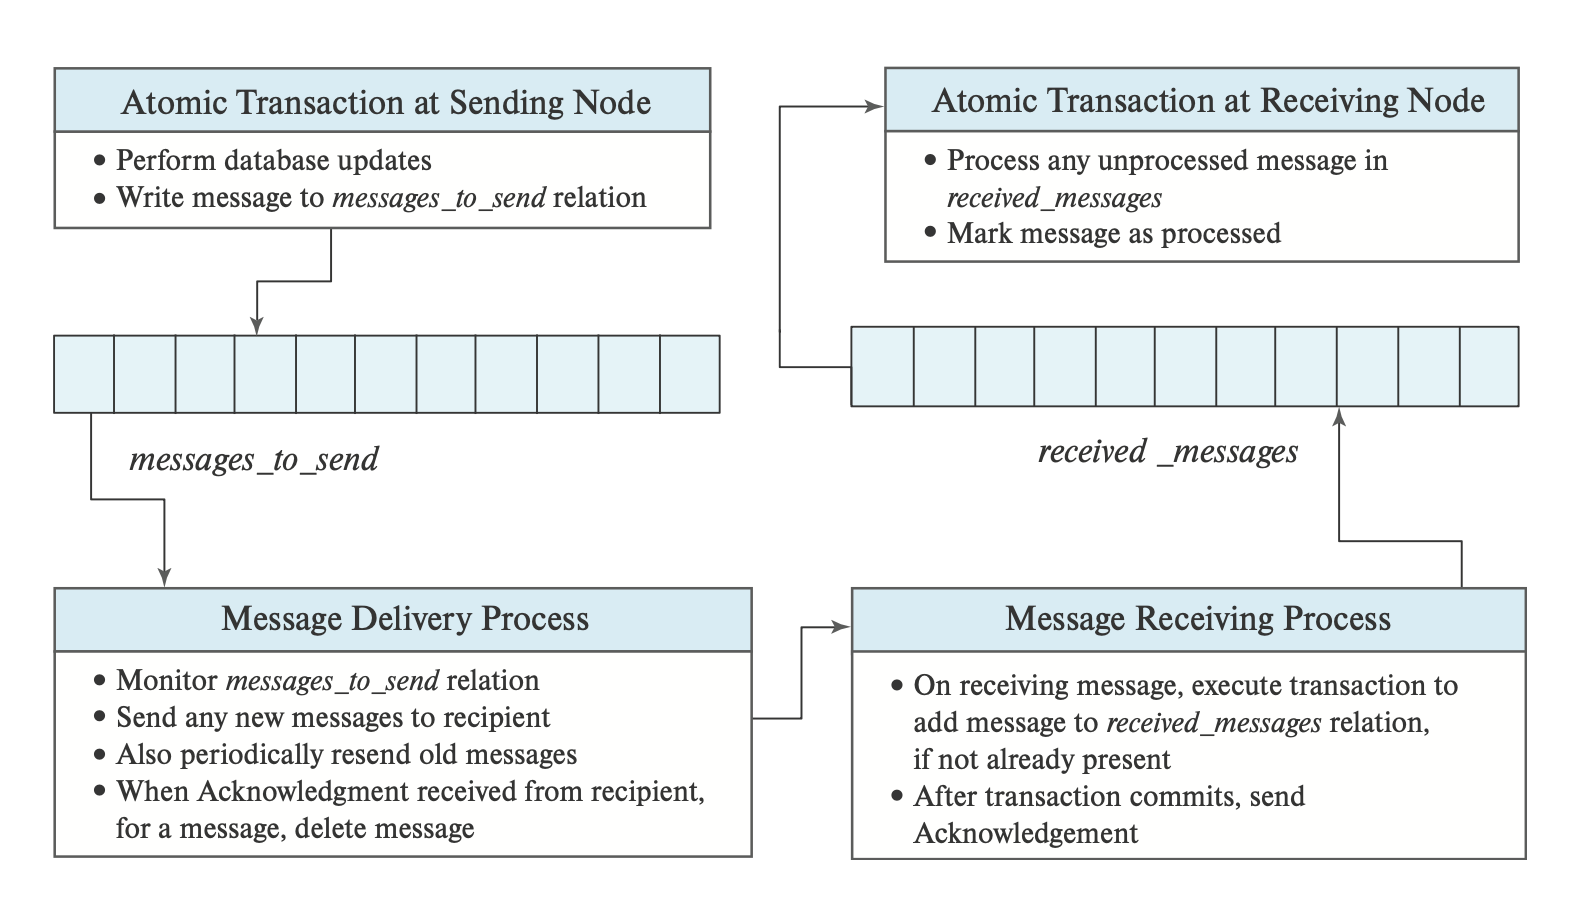 Atomic Transaction at Sending Node
• Perform database updates
• Write message to messages_to_send relation
messages_to_send
Message Delivery Process
• Monitor messages_to_send relation
• Send any new messages to recipient
• Also periodically resend old messages
• When Acknowledgment received from recipient,
for a message, delete message
Atomic Transaction at Receiving Node
• Process any unprocessed message in
received_messages
• Mark message as processed
received _messages
Message Receiving Process
• On receiving message, execute transaction to
add message to received_messages relation,
if not already present
• After transaction commits, send
Acknowledgement